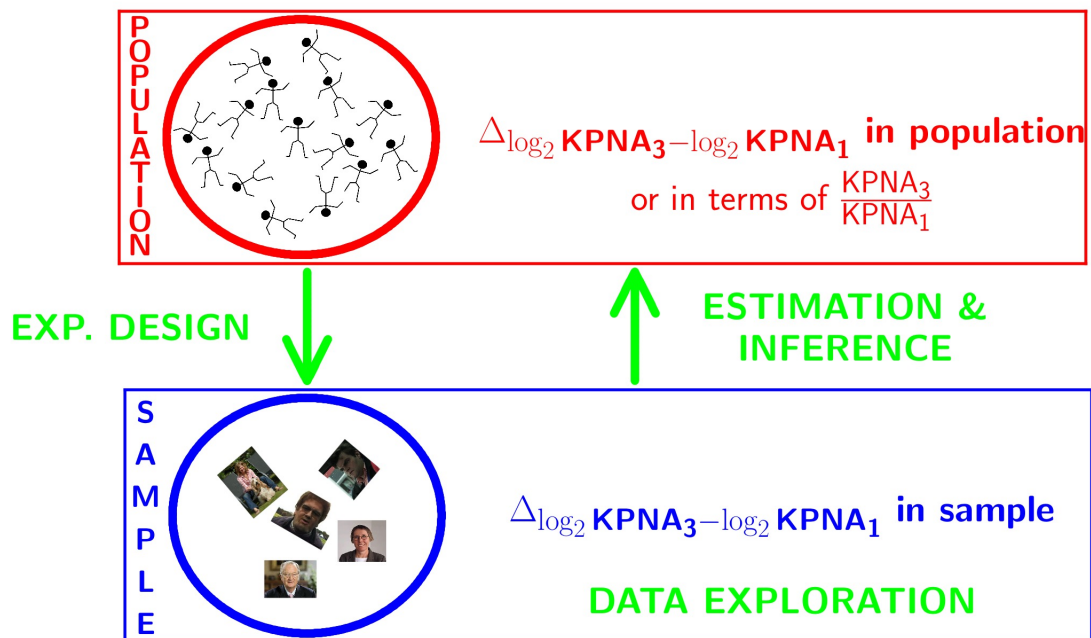 POPULATION
Δlog₂ KPNA₃−log₂ KPNA₁ in population
or in terms of KPNA₃/KPNA₁
EXP. DESIGN
ESTIMATION &
INFERENCE
SAMPLE
Δlog₂ KPNA₃−log₂ KPNA₁ in sample
DATA EXPLORATION